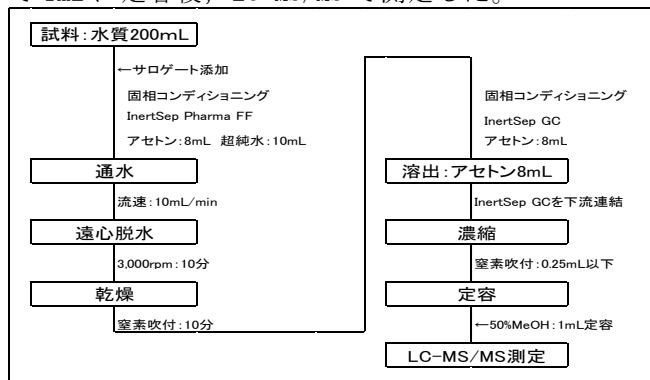 試料:水質200mL
←サロゲート添加
固相コンディショニング
InertSep Pharma FF
アセトン:8mL 超純水:10mL
通水
流速:10mL/min
遠心脱水
3,000rpm:10分
乾燥
窒素吹付:10分
固相コンディショニング
InertSep GC
アセトン:8mL
溶出:アセトン8mL
InertSep GCを下流連結
濃縮
窒素吹付:0.25mL以下
定容
←50%MeOH:1mL定容
LC-MS/MS測定